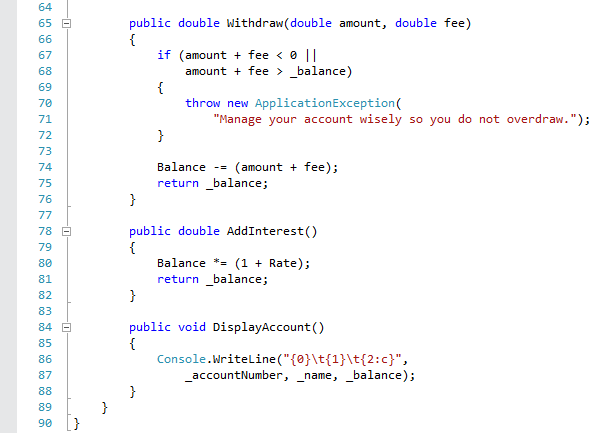 64
65 public double Withdraw(double amount, double fee)
66 {
67 if (amount + fee < 0 ||
68 amount + fee > _balance)
69 {
70 throw new ApplicationException(
71 "Manage your account wisely so you do not overdraw.");
72 }
73
74 Balance -= (amount + fee);
75 return _balance;
76 }
77
78 public double AddInterest()
79 {
80 Balance *= (1 + Rate);
81 return _balance;
82 }
83
84 public void DisplayAccount()
85 {
86 Console.WriteLine("{0}\t{1}\t{2:c}",
87 _accountNumber, _name, _balance);
88 }
89 }
90 }